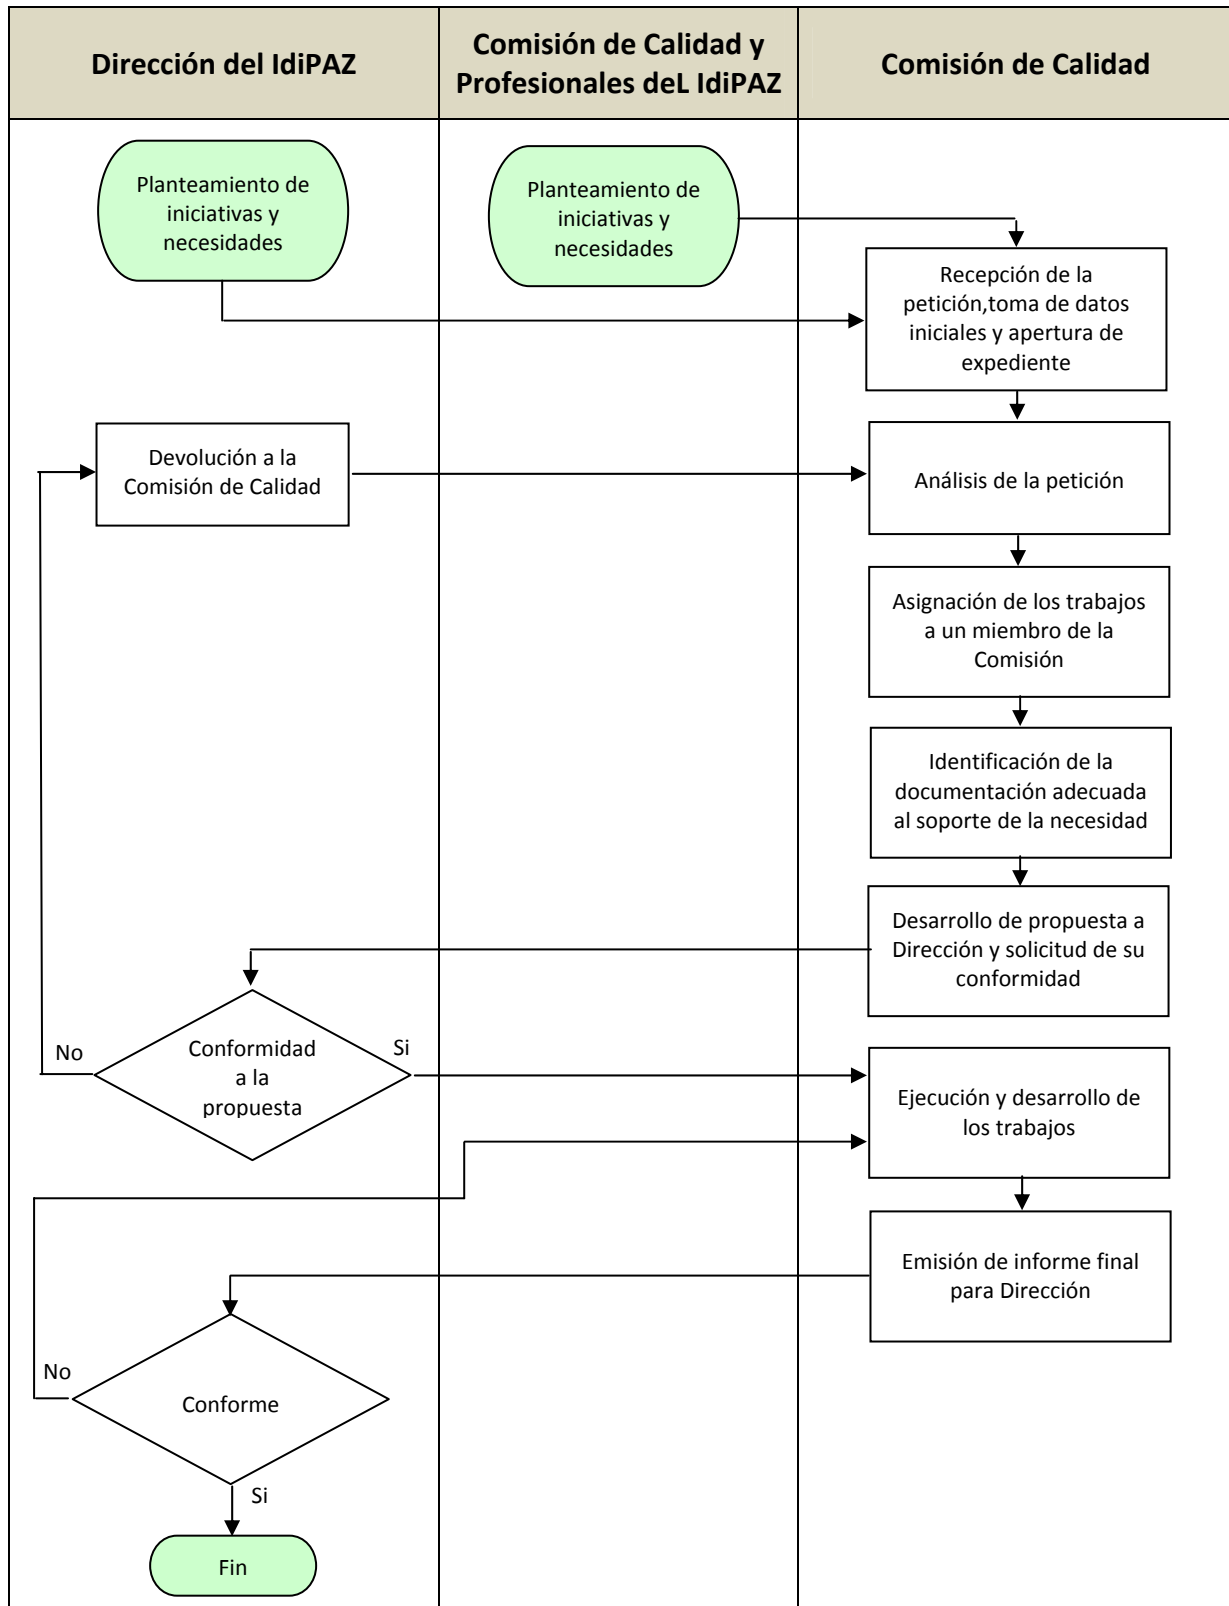 Dirección del IdiPAZ
Comisión de Calidad y
Profesionales deL IdiPAZ
Comisión de Calidad
Planteamiento de
iniciativas y
necesidades
Planteamiento de
iniciativas y
necesidades
Recepción de la
petición,toma de datos
iniciales y apertura de
expediente
Devolución a la
Comisión de Calidad
Análisis de la petición
Asignación de los trabajos
a un miembro de la
Comisión
Identificación de la
documentación adecuada
al soporte de la necesidad
Desarrollo de propuesta a
Dirección y solicitud de su
conformidad
No
Conformidad
a la
propuesta
Si
Ejecución y desarrollo de
los trabajos
Emisión de informe final
para Dirección
No
Conforme
Si
Fin